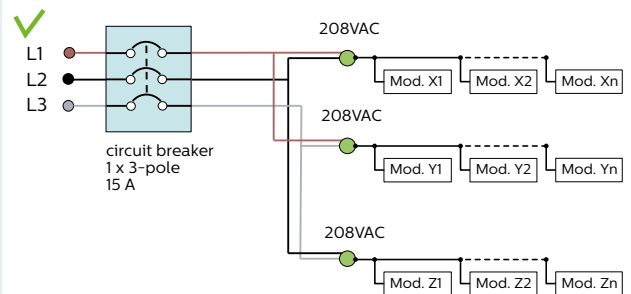 208VAC
L1
L2
L3
Mod. X1 Mod. X2 Mod. Xn
208VAC
circuit breaker
1 x 3-pole
15 A
Mod. Y1 Mod. Y2 Mod. Yn
208VAC
Mod. Z1 Mod. Z2 Mod. Zn